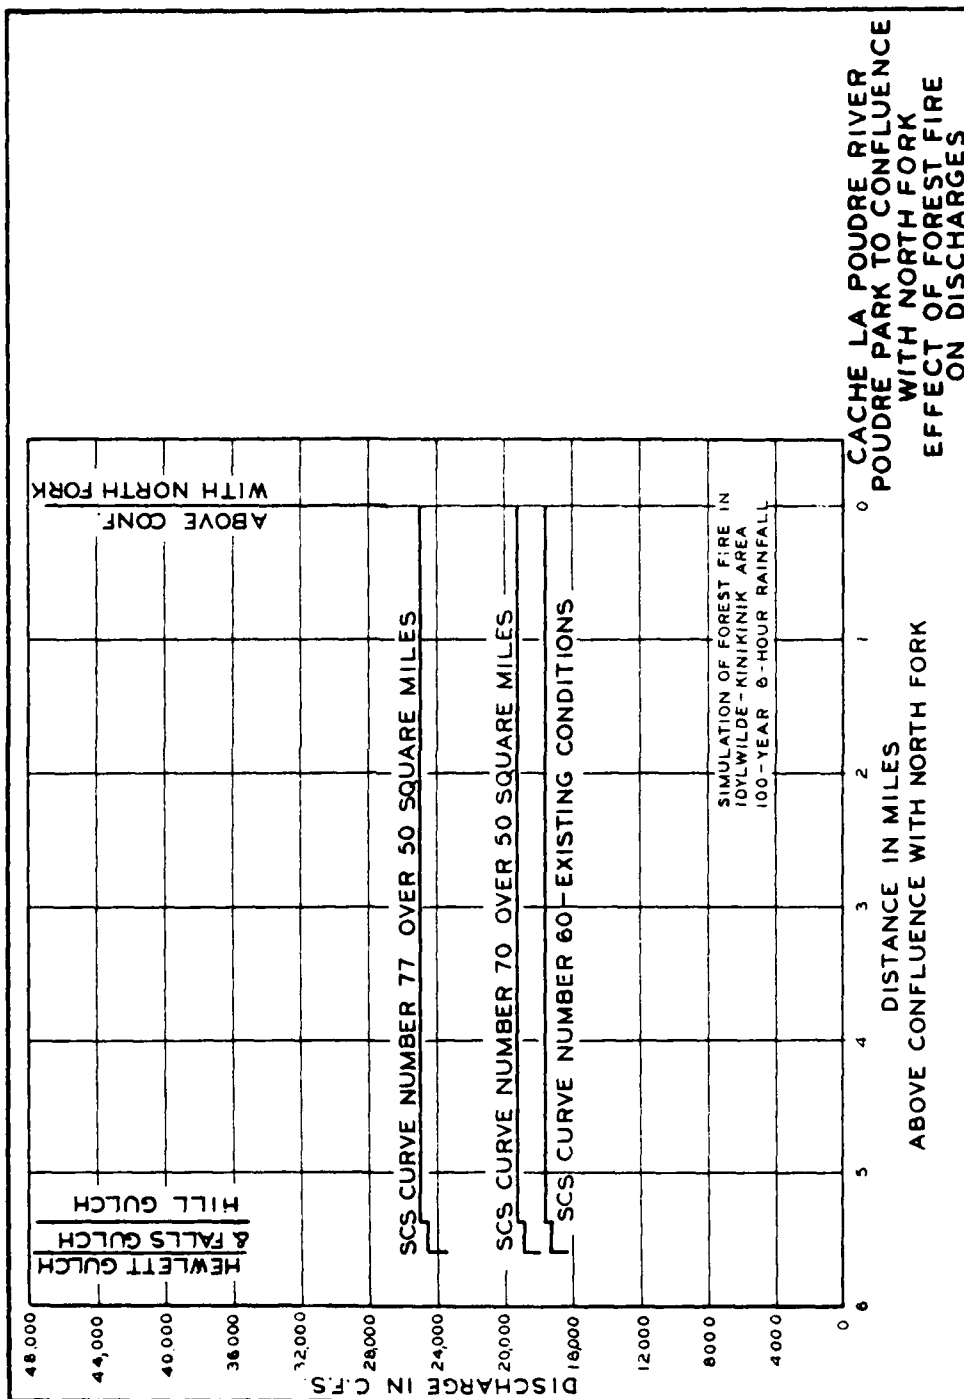 48,000
44,000
40,000
36 000
32,000
28,000
24,000
20,000
16,000
12000
8000
4000
0
DISCHARGE IN C.F.S.
HEWLETT GULCH
& FALLS GULCH
HILL GULCH
ABOVE CONF.
WITH NORTH FORK
SCS CURVE NUMBER 77 OVER 50 SQUARE MILES
SCS CURVE NUMBER 70 OVER 50 SQUARE MILES
SCS CURVE NUMBER 60-EXISTING CONDITIONS
SIMULATION OF FOREST FIRE IN
IDYLWILDE-KINIKINIK AREA
100-YEAR 6-HOUR RAINFALL
6
5
4
3
2
1
0
DISTANCE IN MILES
ABOVE CONFLUENCE WITH NORTH FORK
CACHE LA POUDRE RIVER
POUDRE PARK TO CONFLUENCE
WITH NORTH FORK
EFFECT OF FOREST FIRE
ON DISCHARGES